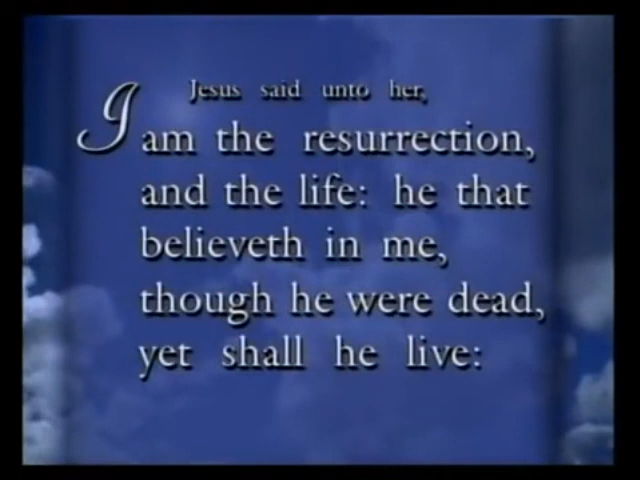 Jesus said unto her,
I am the resurrection,
and the life: he that
believeth in me,
though he were dead,
yet shall he live: